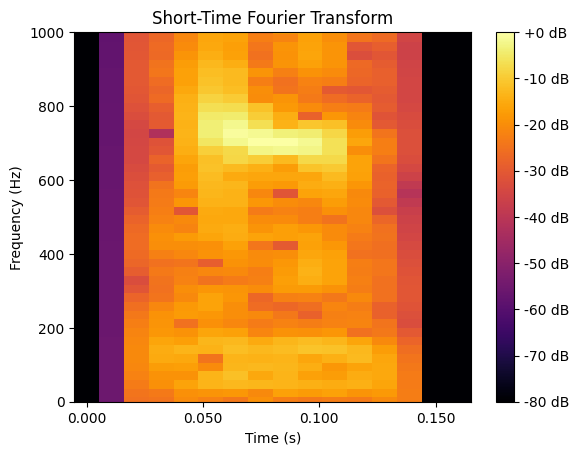 Short-Time Fourier Transform
1000
800
600
400
200
0
Frequency (Hz)
0.000
0.050
0.100
0.150
Time (s)
+0 dB
-10 dB
-20 dB
-30 dB
-40 dB
-50 dB
-60 dB
-70 dB
-80 dB